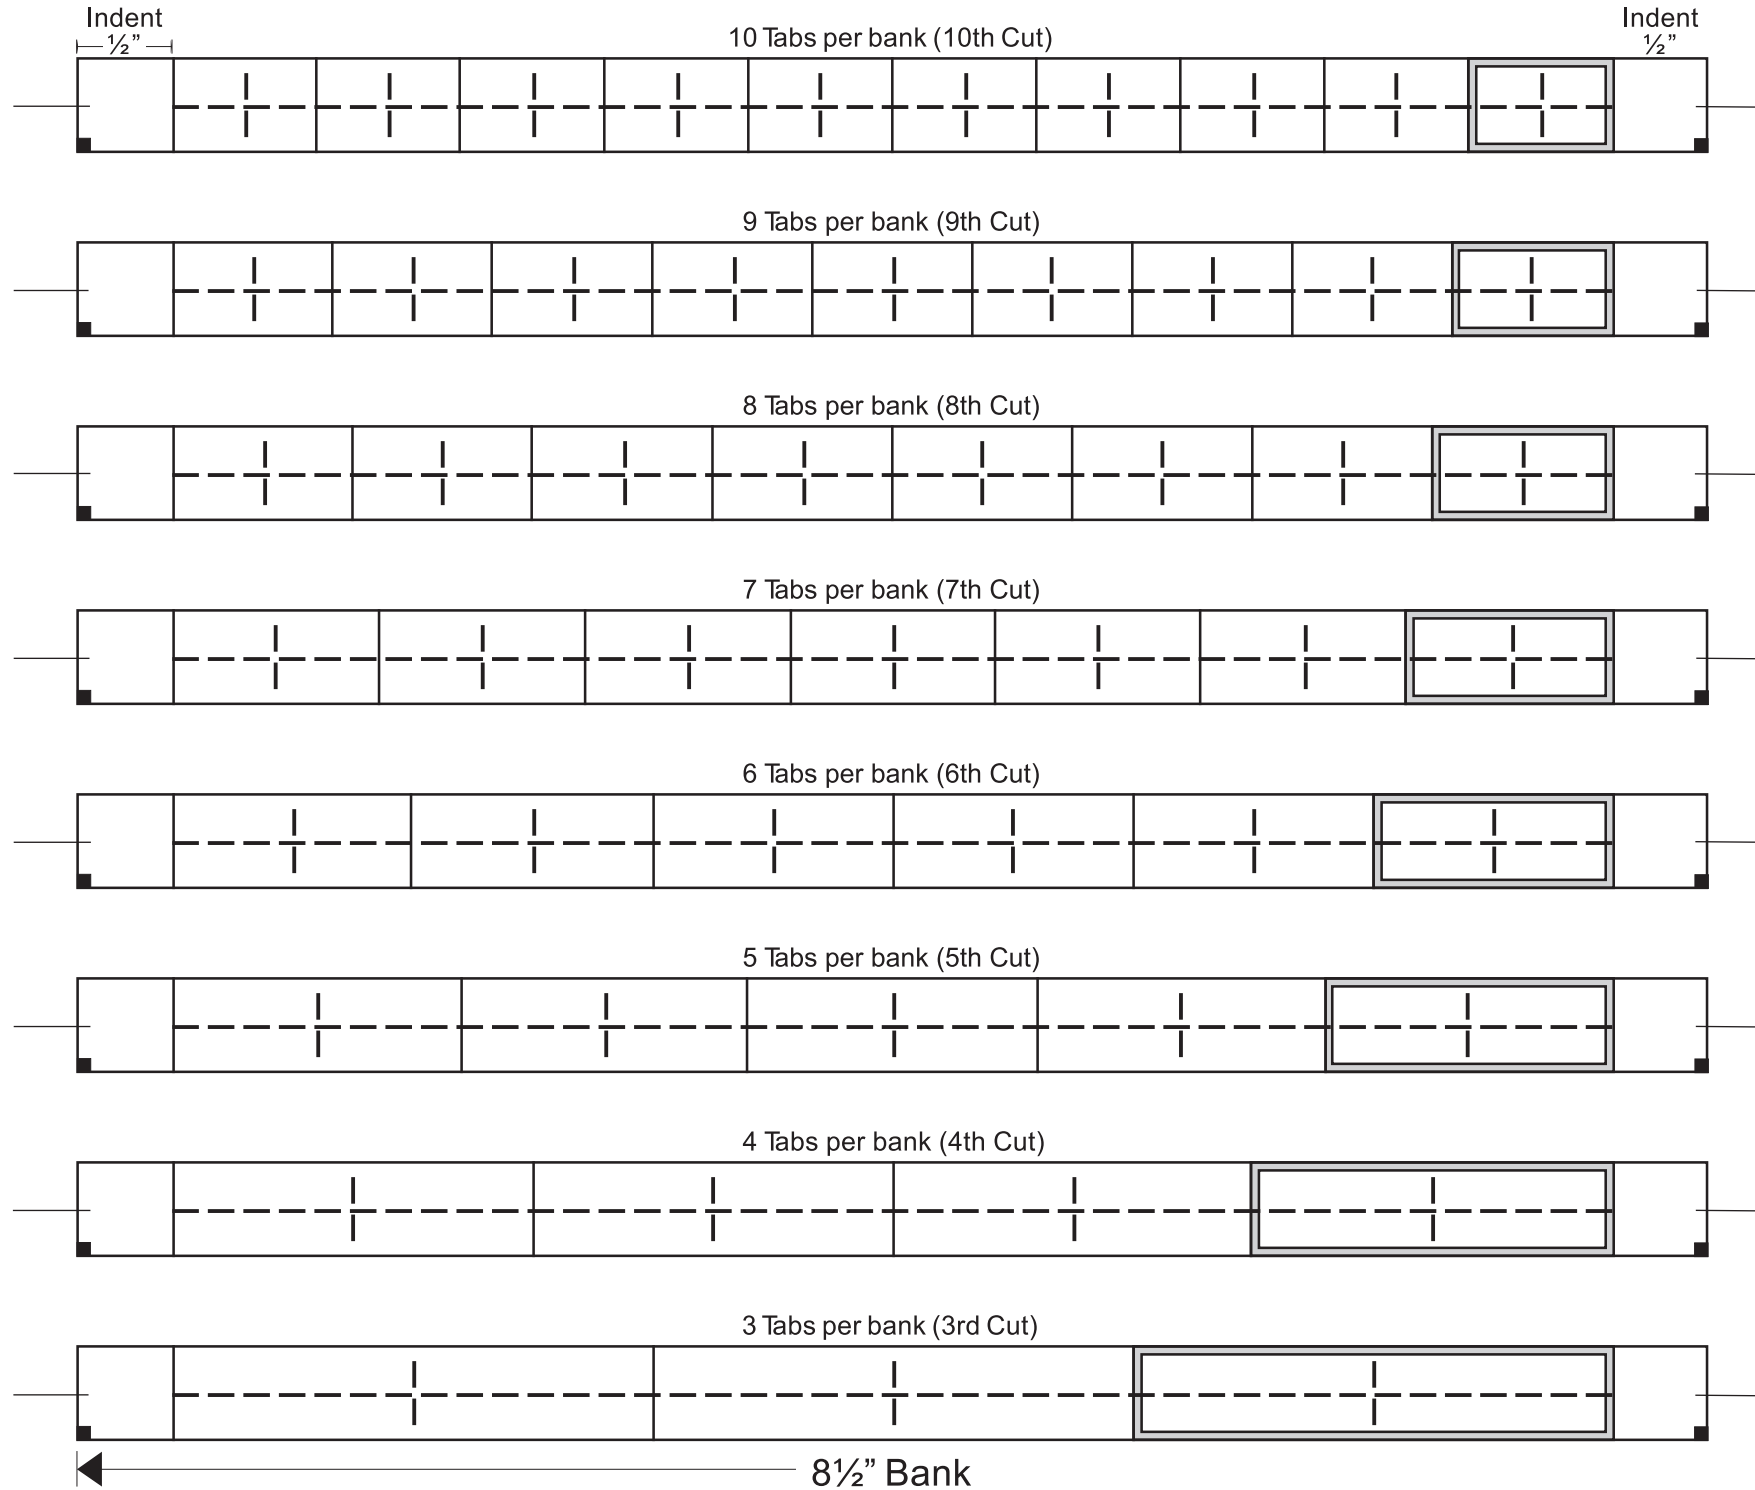 Indent
½”
Indent
½”
10 Tabs per bank (10th Cut)
9 Tabs per bank (9th Cut)
8 Tabs per bank (8th Cut)
7 Tabs per bank (7th Cut)
6 Tabs per bank (6th Cut)
5 Tabs per bank (5th Cut)
4 Tabs per bank (4th Cut)
3 Tabs per bank (3rd Cut)
8½” Bank